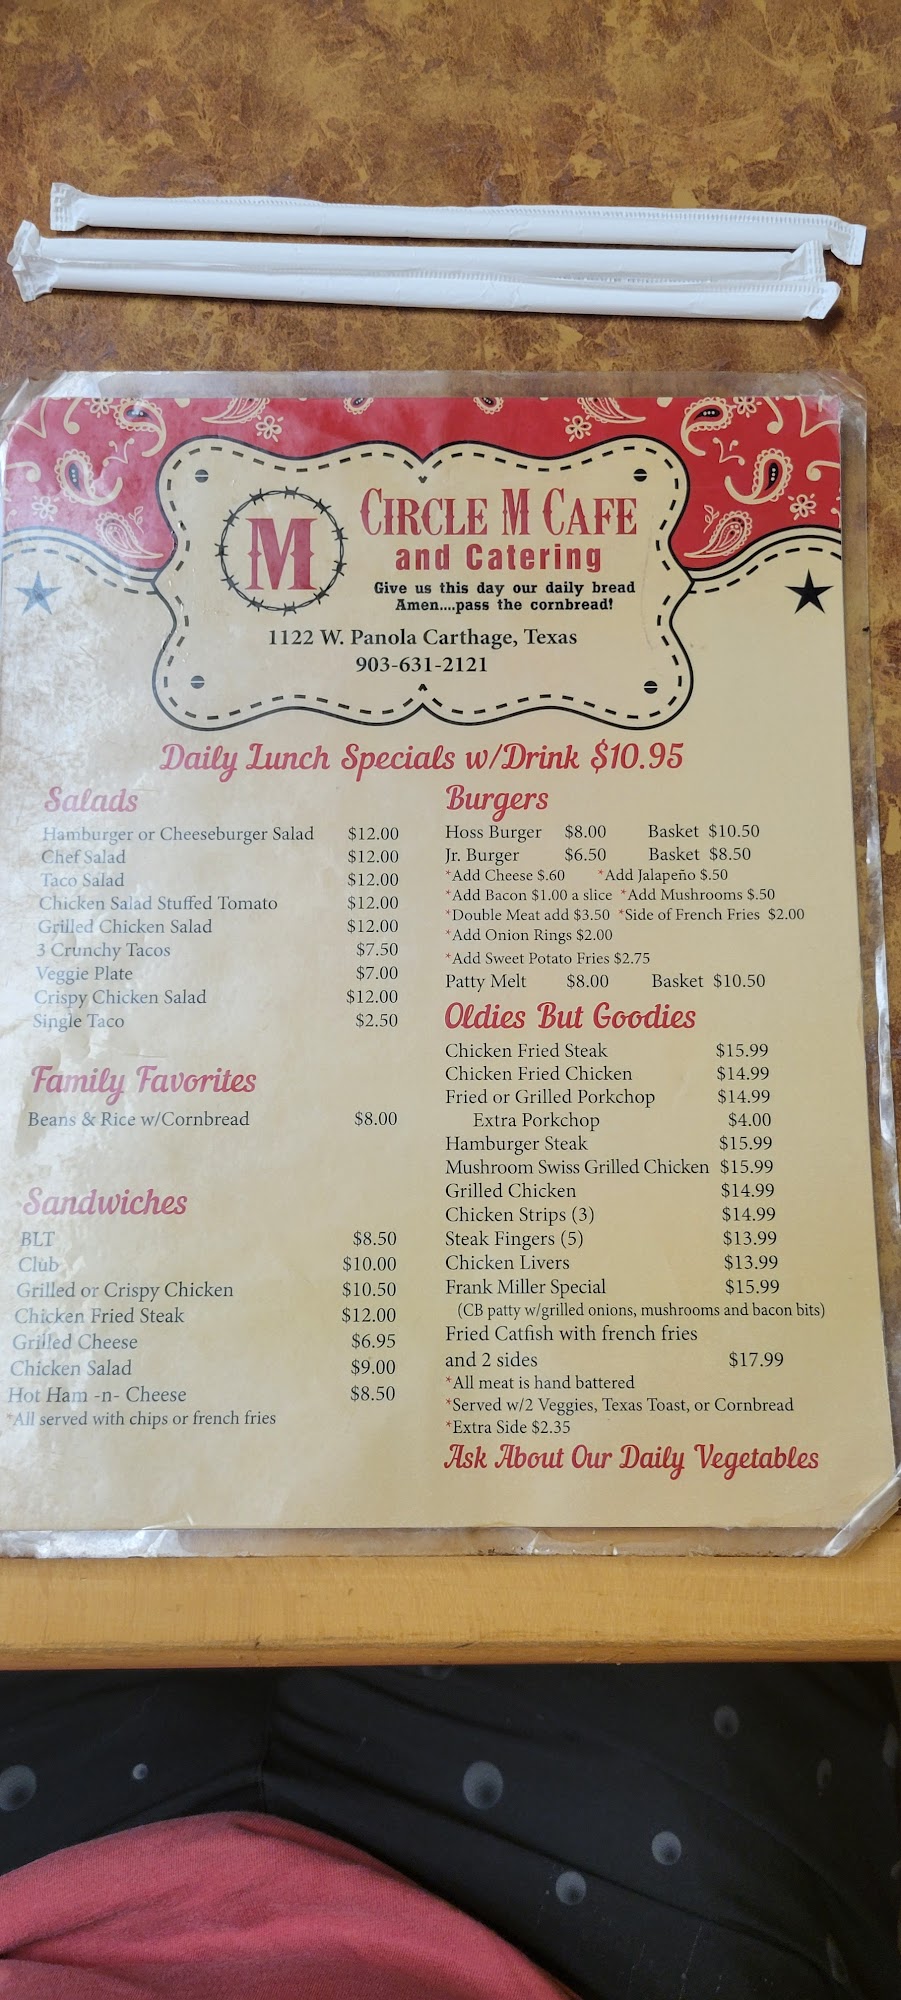 M
CIRCLE M CAFE
and Catering
Give us this day our daily bread
Amen....pass the cornbread!
1122 W. Panola Carthage, Texas
903-631-2121
Daily Lunch Specials w/Drink $10.95
Salads
Hamburger or Cheeseburger Salad $12.00
Chef Salad $12.00
Taco Salad $12.00
Chicken Salad Stuffed Tomato $12.00
Grilled Chicken Salad $12.00
3 Crunchy Tacos $7.50
Veggie Plate $7.00
Crispy Chicken Salad $12.00
Single Taco $2.50
Family Favorites
Beans & Rice w/Cornbread $8.00
Sandwiches
BLT $8.50
Club $10.00
Grilled or Crispy Chicken $10.50
Chicken Fried Steak $12.00
Grilled Cheese $6.95
Chicken Salad $9.00
Hot Ham -n- Cheese $8.50
*All served with chips or french fries
Burgers
Hoss Burger $8.00 Basket $10.50
Jr. Burger $6.50 Basket $8.50
*Add Cheese $.60 *Add Jalapeño $.50
*Add Bacon $1.00 a slice *Add Mushrooms $.50
*Double Meat add $3.50 *Side of French Fries $2.00
*Add Onion Rings $2.00
*Add Sweet Potato Fries $2.75
Patty Melt $8.00 Basket $10.50
Oldies But Goodies
Chicken Fried Steak $15.99
Chicken Fried Chicken $14.99
Fried or Grilled Porkchop $14.99
Extra Porkchop $4.00
Hamburger Steak $15.99
Mushroom Swiss Grilled Chicken $15.99
Grilled Chicken $14.99
Chicken Strips (3) $14.99
Steak Fingers (5) $13.99
Chicken Livers $13.99
Frank Miller Special $15.99
(CB patty w/grilled onions, mushrooms and bacon bits)
Fried Catfish with french fries
and 2 sides $17.99
*All meat is hand battered
*Served w/2 Veggies, Texas Toast, or Cornbread
*Extra Side $2.35
Ask About Our Daily Vegetables